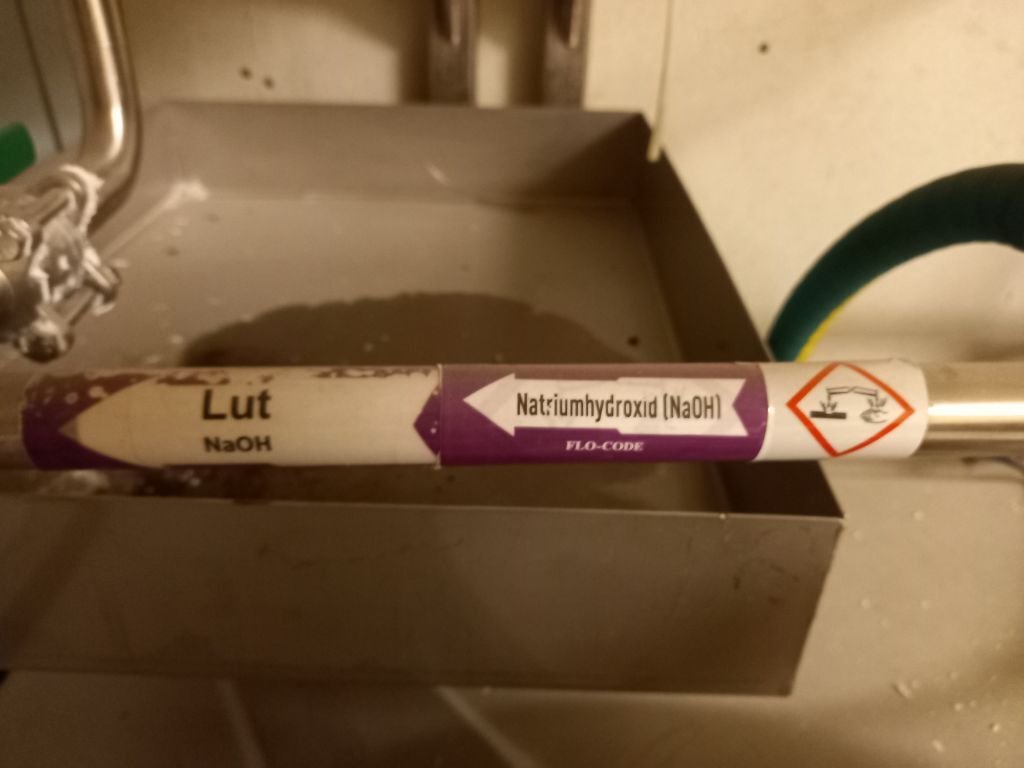 Lut
NaOH
Natriumhydroxid (NaOH)
FLO-CODE